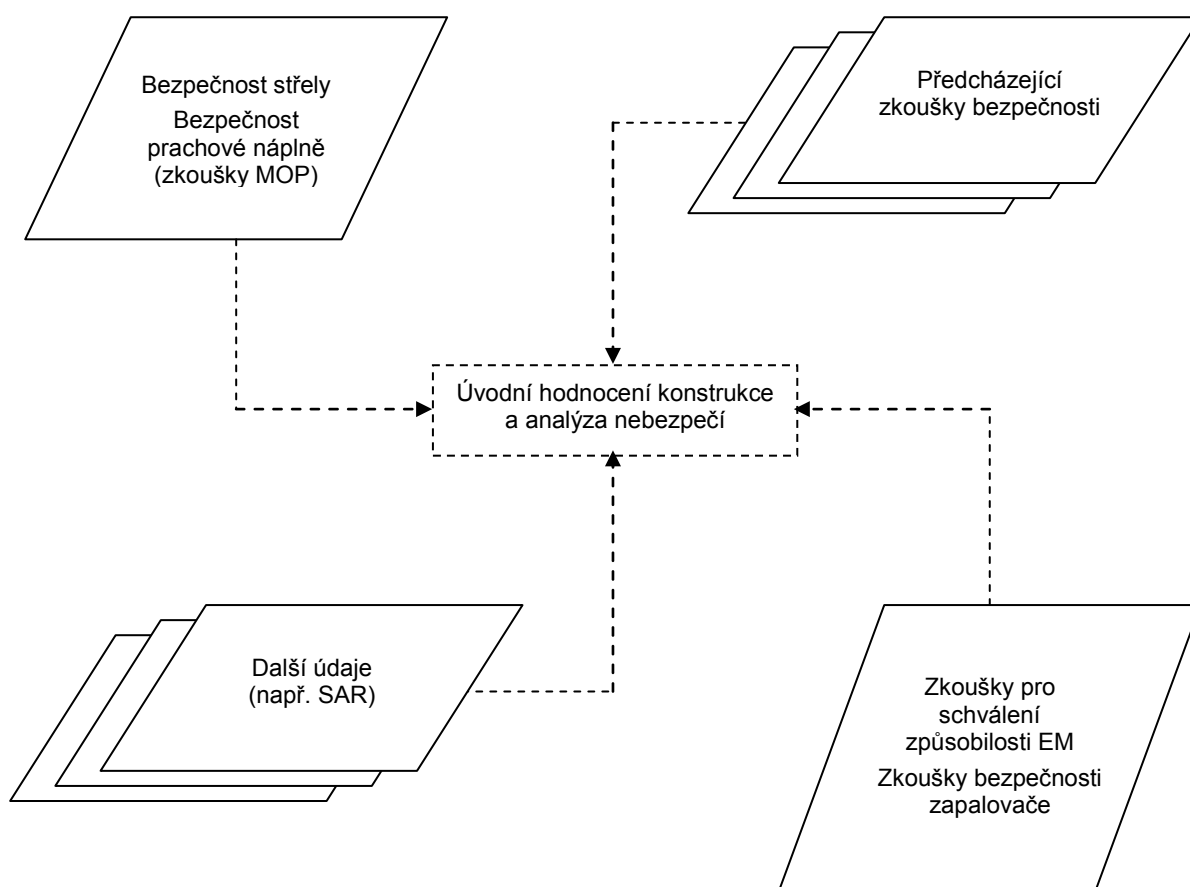 Bezpečnost střely
Bezpečnost
prachové náplně
(zkoušky MOP)
Předcházející
zkoušky bezpečnosti
Úvodní hodnocení konstrukce
a analýza nebezpečí
Další údaje
(např. SAR)
Zkoušky pro
schválení
způsobilosti EM
Zkoušky bezpečnosti
zapalovače